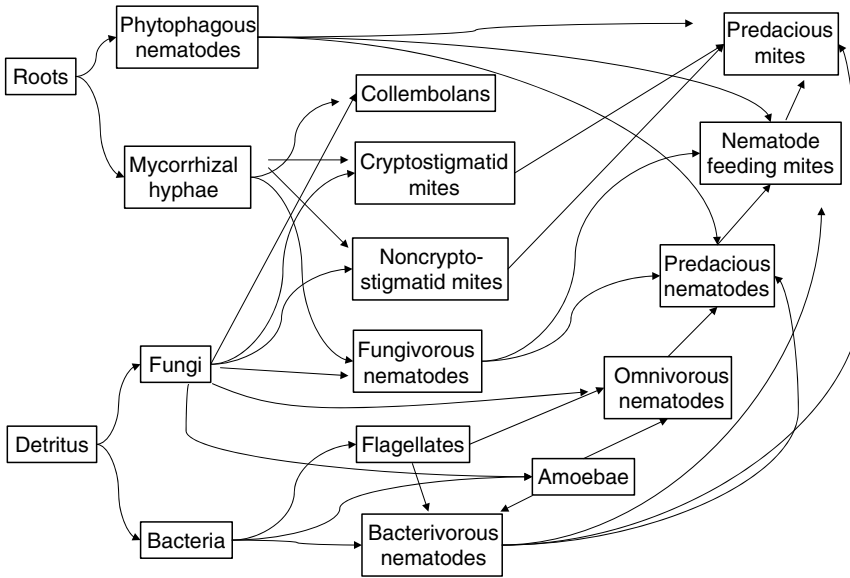 Phytophagous
nematodes
Predacious
mites
Roots
Collembolans
Mycorrhizal
hyphae
Cryptostigmatid
mites
Nematode
feeding mites
Noncrypto-
stigmatid mites
Predacious
nematodes
Fungi
Fungivorous
nematodes
Omnivorous
nematodes
Detritus
Flagellates
Amoebae
Bacteria
Bacterivorous
nematodes